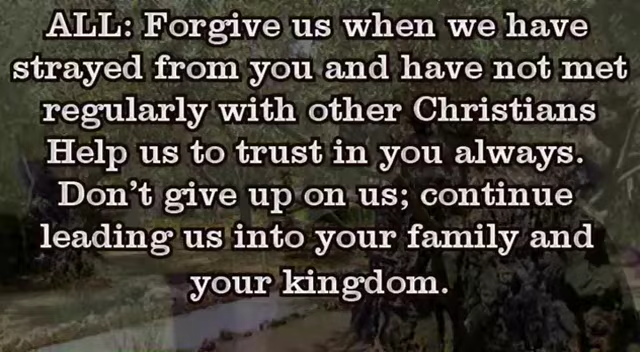 ALL: Forgive us when we have
strayed from you and have not met
regularly with other Christians
Help us to trust in you always.
Don't give up on us; continue
leading us into your family and
your kingdom.